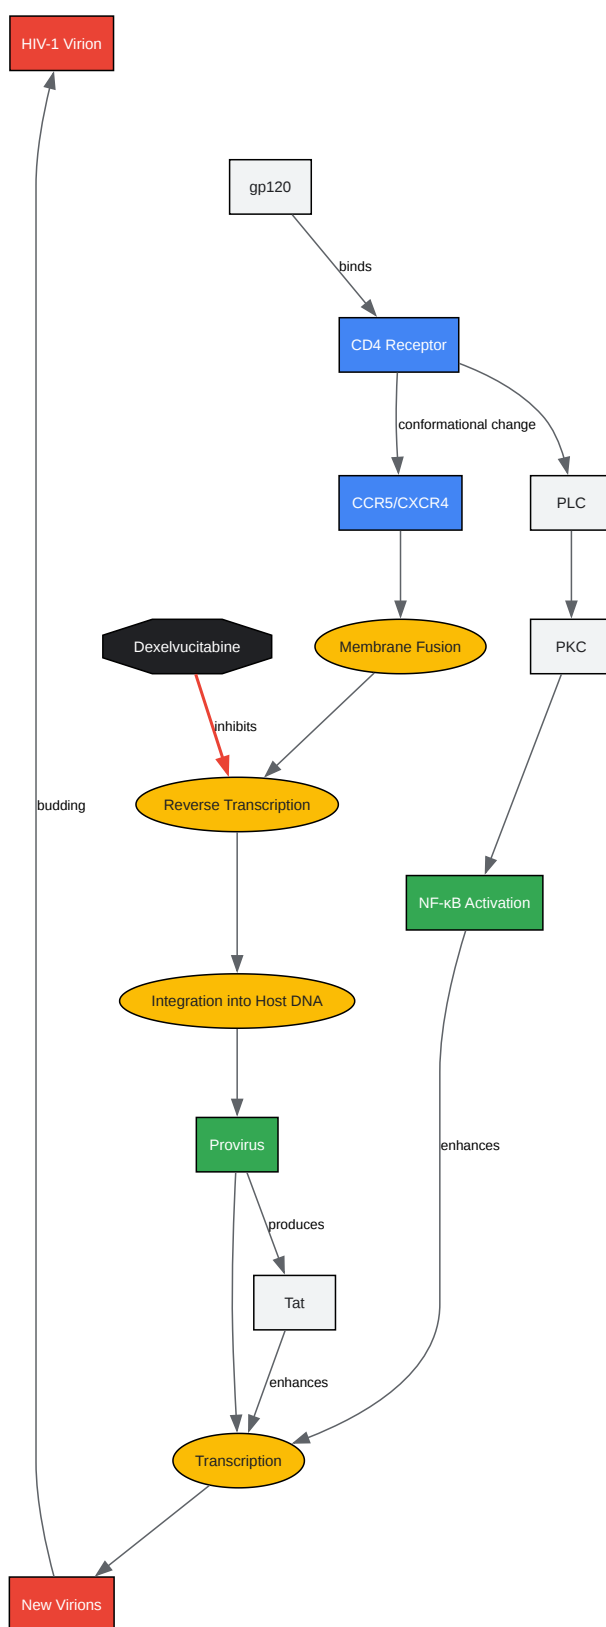 HIV-1 Virion
gp120
binds
CD4 Receptor
conformational change
CCR5/CXCR4
PLC
Dexelvucitabine
Membrane Fusion
PKC
inhibits
Reverse Transcription
budding
NF-κB Activation
Integration into Host DNA
Provirus
enhances
produces
Tat
enhances
Transcription
New Virions